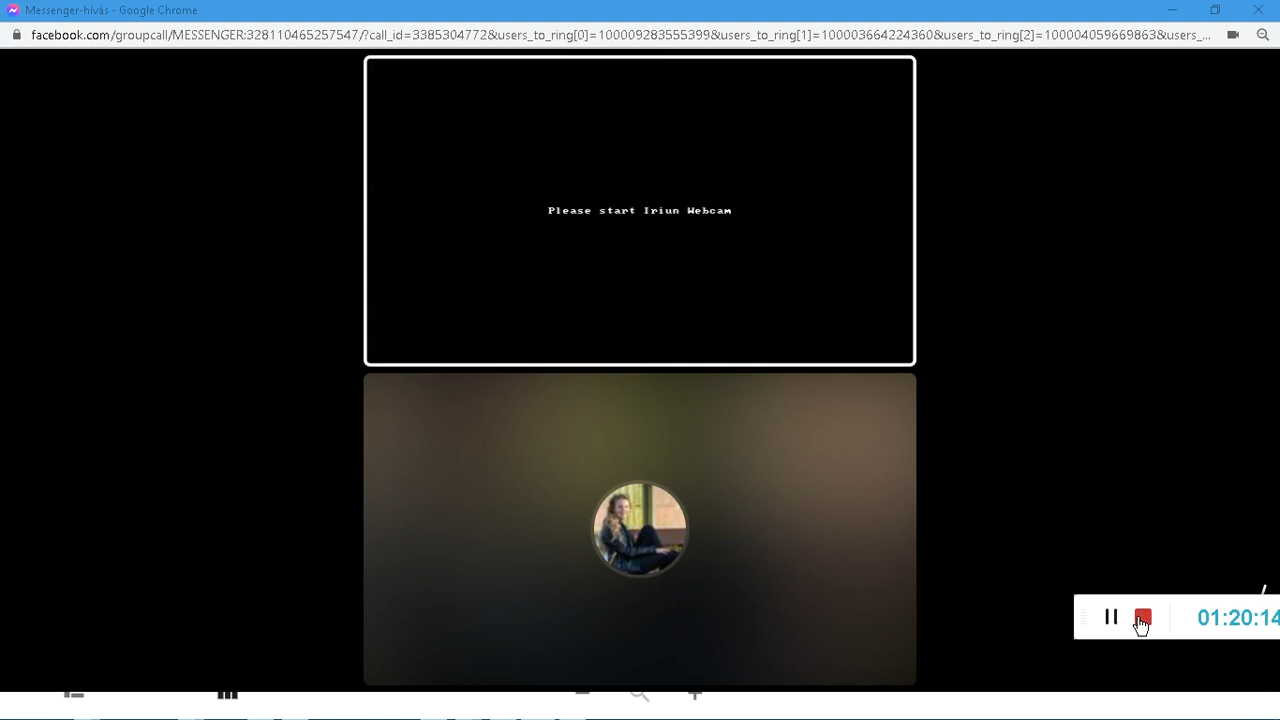 Messenger-hívás - Google Chrome
facebook.com/groupcall/MESSENGER:328110465257547/?call_id=3385304772&users_to_ring[0]=100009283555399&users_to_ring[1]=100003664224360&users_to_ring[2]=100004059669863&users_...
Please start Iriun Webcam
01:20:14